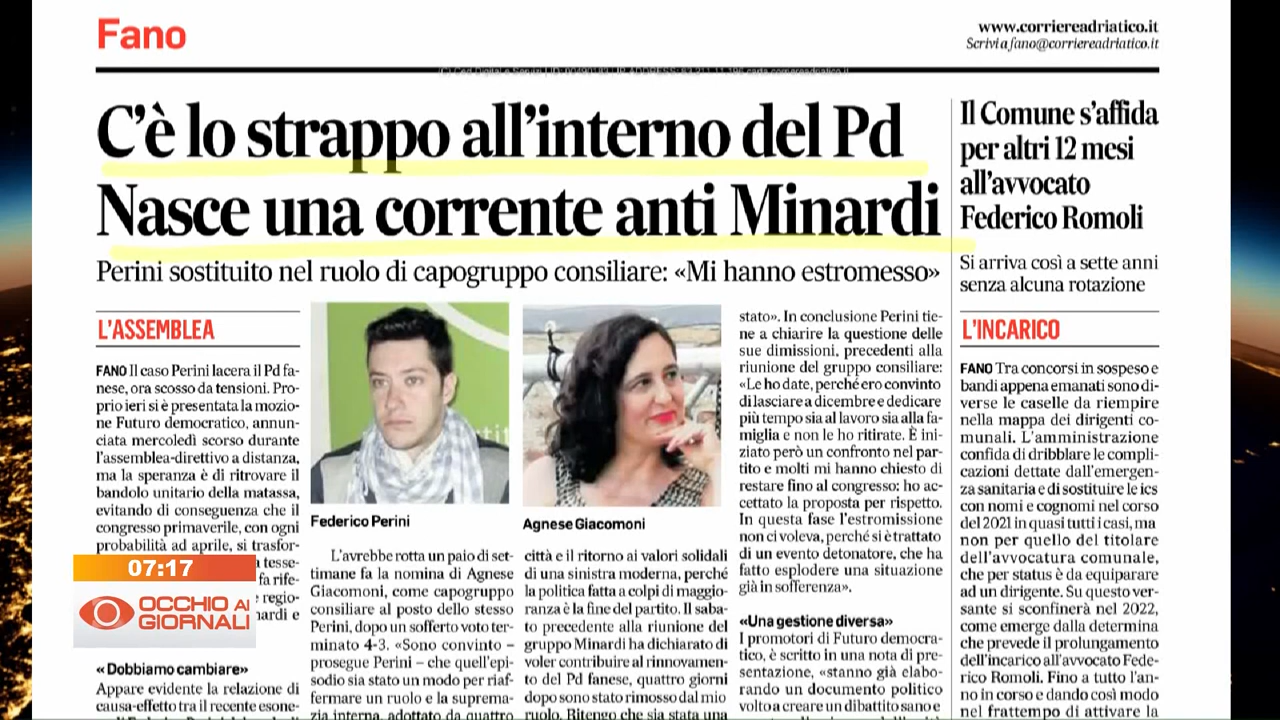 Fano
www.corriereadriatico.it
Scrivi a fano@corriereadriatico.it
C'è lo strappo all'interno del Pd
Nasce una corrente anti Minardi
Perini sostituito nel ruolo di capogruppo consiliare: «Mi hanno estromesso»
L'ASSEMBLEA
FANO Il caso Perini lacera il Pd fa-
nese, ora scosso da tensioni. Pro-
prio ieri si è presentata la mozio-
ne Futuro democratico, annun-
ciata mercoledì scorso durante
l'assemblea-direttivo a distanza,
ma la speranza è di ritrovare il
bandolo unitario della matassa,
evitando di conseguenza che il
congresso primaverile, con ogni
probabilità ad aprile, si trasfor-
tesse-
fa rife-
regio-
nardi e
«Dobbiamo cambiare»
Appare evidente la relazione di
causa-effetto tra il recente esone-
Federico Perini
L'avrebbe rotta un paio di set-
timane fa la nomina di Agnese
Giacomoni, come capogruppo
consiliare al posto dello stesso
Perini, dopo un sofferto voto ter-
minato 4-3. «Sono convinto –
prosegue Perini – che quell'epi-
sodio sia stato un modo per riaf-
fermare un ruolo e la suprema-
zia interna, adottato da quattro
Agnese Giacomoni
città e il ritorno ai valori solidali
di una sinistra moderna, perché
la politica fatta a colpi di maggio-
ranza è la fine del partito. Il saba-
to precedente alla riunione del
gruppo Minardi ha dichiarato di
voler contribuire al rinnovamen-
to del Pd fanese, quattro giorni
dopo sono stato rimosso dal mio
ruolo. Ritengo che sia stata una
stato». In conclusione Perini tie-
ne a chiarire la questione delle
sue dimissioni, precedenti alla
riunione del gruppo consiliare:
«Le ho date, perché ero convinto
di lasciare a dicembre e dedicare
più tempo sia al lavoro sia alla fa-
miglia e non le ho ritirate. È ini-
ziato però un confronto nel par-
tito e molti mi hanno chiesto di
restare fino al congresso: ho ac-
cettato la proposta per rispetto.
In questa fase l'estromissione
non ci voleva, perché si è trattato
di un evento detonatore, che ha
fatto esplodere una situazione
già in sofferenza».
«Una gestione diversa»
I promotori di Futuro democra-
tico, è scritto in una nota di pre-
sentazione, «stanno già elabo-
rando un documento politico
volto a creare un dibattito sano e
Il Comune s'affida
per altri 12 mesi
all'avvocato
Federico Romoli
Si arriva così a sette anni
senza alcuna rotazione
L'INCARICO
FANO Tra concorsi in sospeso e
bandi appena emanati sono di-
verse le caselle da riempire
nella mappa dei dirigenti co-
munali. L'amministrazione
confida di dribblare le compli-
cazioni dettate dall'emergen-
za sanitaria e di sostituire le ics
con nomi e cognomi nel corso
del 2021 in quasi tutti i casi, ma
non per quello del titolare
dell'avvocatura comunale,
che per status è da equiparare
ad un dirigente. Su questo ver-
sante si sconfinerà nel 2022,
come emerge dalla determina
che prevede il prolungamento
dell'incarico all'avvocato Fede-
rico Romoli. Fino a tutto l'an-
no in corso e dando così modo
nel frattempo di attivare la
07:17
OCCHIO AI
GIORNALI